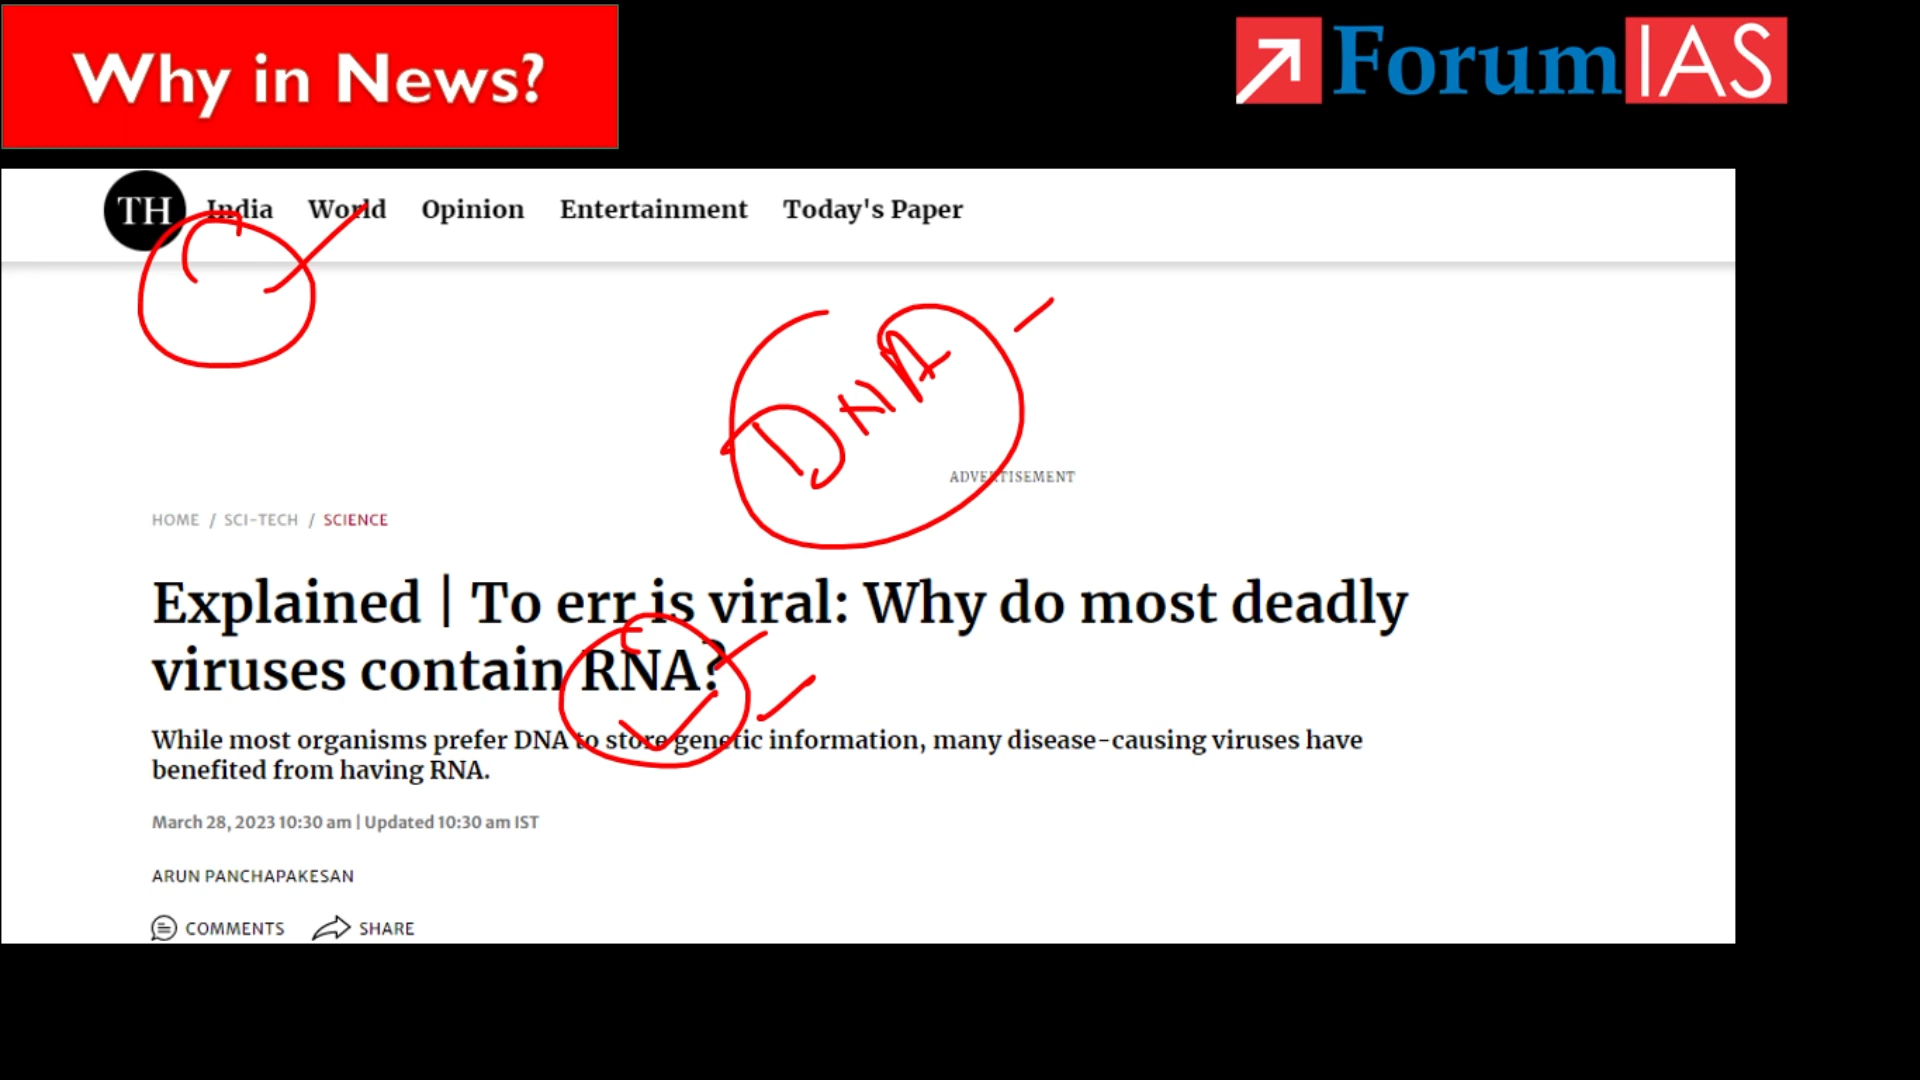 Why in News?
ForumIAS
TH India World Opinion Entertainment Today's Paper
DNA
ADVERTISEMENT
HOME / SCI-TECH / SCIENCE
Explained | To err is viral: Why do most deadly
viruses contain RNA?
While most organisms prefer DNA to store genetic information, many disease-causing viruses have
benefited from having RNA.
March 28, 2023 10:30 am | Updated 10:30 am IST
ARUN PANCHAPAKESAN
COMMENTS SHARE